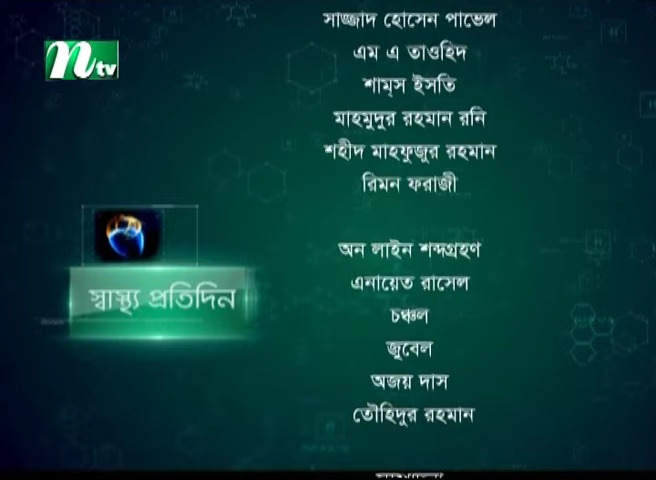 ntv
সাজ্জাদ হোসেন পাভেল
এম এ তাওহিদ
শাম্‌স ইসতি
মাহমুদুর রহমান রনি
শহীদ মাহফুজুর রহমান
রিমন ফরাজী
স্বাস্থ্য প্রতিদিন
অন লাইন শব্দগ্রহণ
এনায়েত রাসেল
চঞ্চল
জুবেল
অজয় দাস
তৌহিদুর রহমান